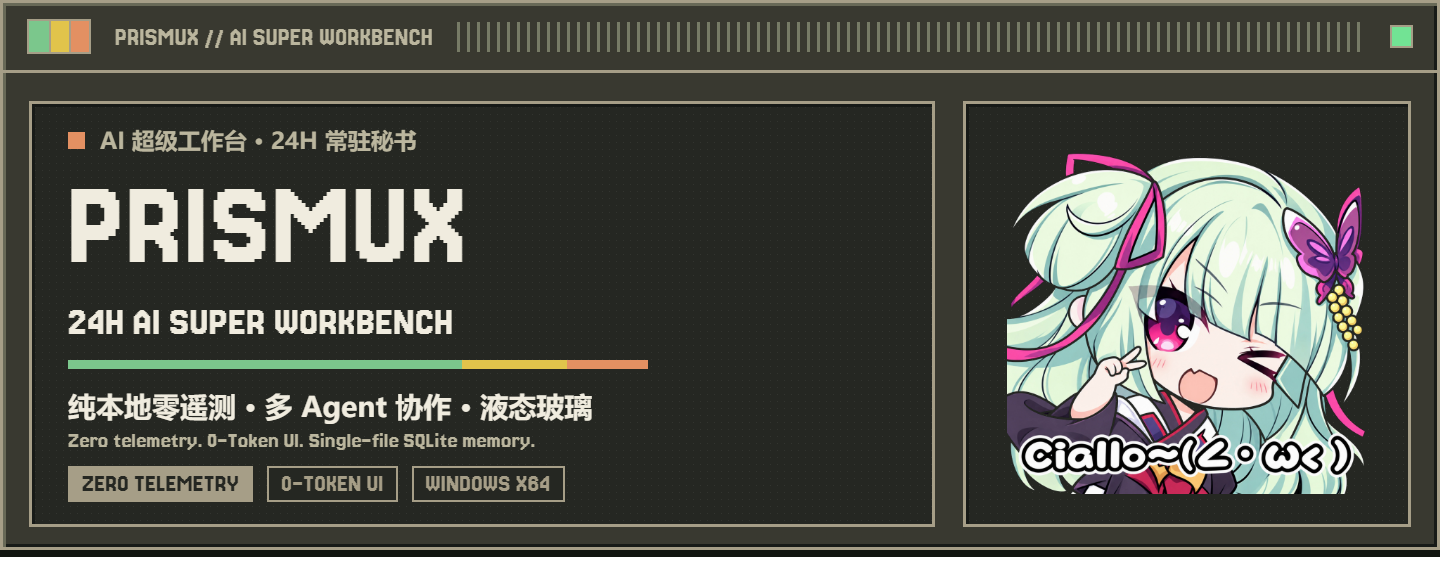 PRISMUX // AI SUPER WORKBENCH
AI 超级工作台 • 24H 常驻秘书
PRISMUX
24H AI SUPER WORKBENCH
纯本地零遥测 • 多 Agent 协作 • 液态玻璃
Zero telemetry. 0-Token UI. Single-file SQLite memory.
ZERO TELEMETRY
0-TOKEN UI
WINDOWS X64
Ciallo~(∠・ω< )